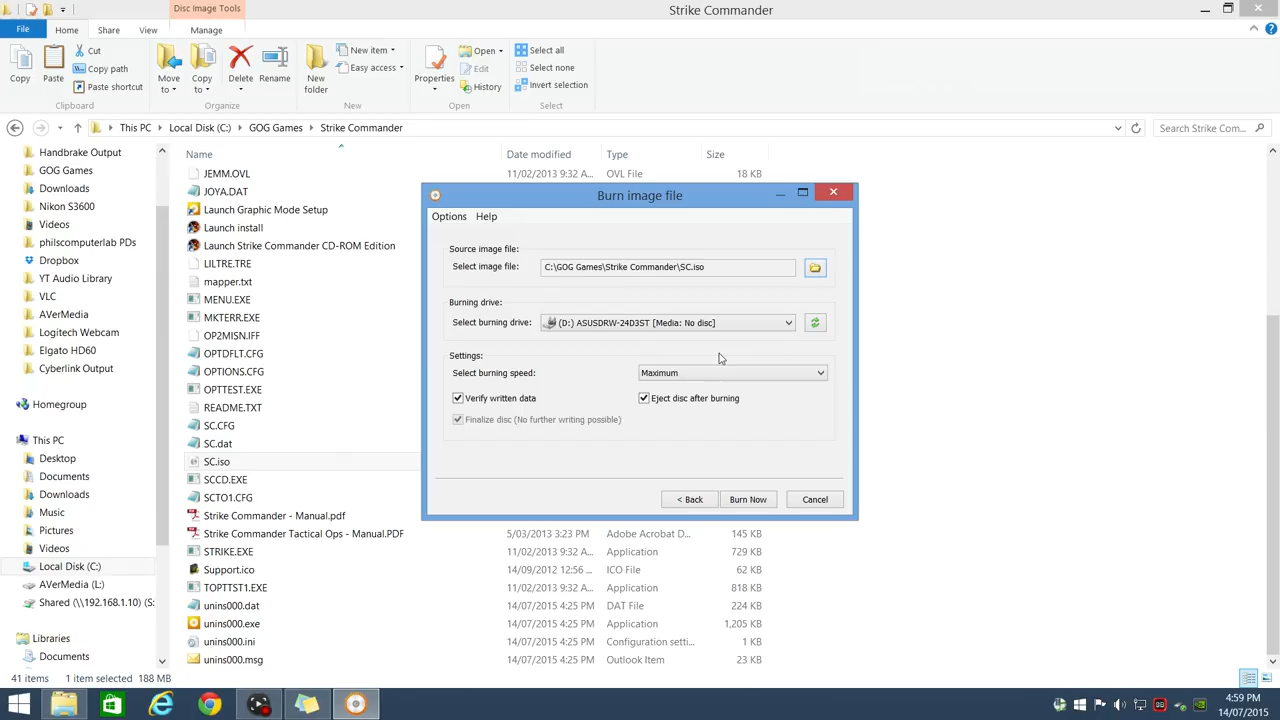 Disc Image Tools
Strike Commander
File
Home
Share
View
Manage
Copy
Paste
Cut
Copy path
Paste shortcut
Clipboard
Move to
Copy to
Delete
Rename
Organize
New folder
New item
Easy access
New
Properties
Open
Edit
History
Open
Select all
Select none
Invert selection
Select
This PC
Local Disk (C:)
GOG Games
Strike Commander
Search Strike Com...
Handbrake Output
GOG Games
Downloads
Nikon S3600
Videos
philscomputerlab PDs
Dropbox
YT Audio Library
VLC
AVerMedia
Logitech Webcam
Elgato HD60
Cyberlink Output
Homegroup
This PC
Desktop
Documents
Downloads
Music
Pictures
Videos
Local Disk (C:)
AVerMedia (L:)
Shared (\\192.168.1.10) (S:
Libraries
Documents
Name Date modified Type Size
JEMM.OVL 11/02/2013 9:32 A... OVL File 18 KB
JOYA.DAT
Launch Graphic Mode Setup
Launch install
Launch Strike Commander CD-ROM Edition
LILTRE.TRE
mapper.txt
MENU.EXE
MKTERR.EXE
OP2MISN.IFF
OPTDFLT.CFG
OPTIONS.CFG
OPTTEST.EXE
README.TXT
SC.CFG
SC.dat
SC.iso
SCCD.EXE
SCTO1.CFG
Strike Commander - Manual.pdf
Strike Commander Tactical Ops - Manual.PDF 5/03/2013 3:23 PM Adobe Acrobat D... 145 KB
STRIKE.EXE 11/02/2013 9:32 A... Application 729 KB
Support.ico 14/09/2012 12:56 ... ICO File 62 KB
TOPTTST1.EXE 11/02/2013 9:32 A... Application 818 KB
unins000.dat 14/07/2015 4:25 PM DAT File 224 KB
unins000.exe 14/07/2015 4:25 PM Application 1,205 KB
unins000.ini 14/07/2015 4:25 PM Configuration setti... 1 KB
unins000.msg 14/07/2015 4:25 PM Outlook Item 23 KB
Burn image file
Options Help
Source image file:
Select image file: C:\GOG Games\Strike Commander\SC.iso
Burning drive:
Select burning drive: (D:) ASUSDRW-24D3ST [Media: No disc]
Settings:
Select burning speed: Maximum
Verify written data Eject disc after burning
Finalize disc (No further writing possible)
< Back Burn Now Cancel
41 items 1 item selected 188 MB
4:59 PM
14/07/2015